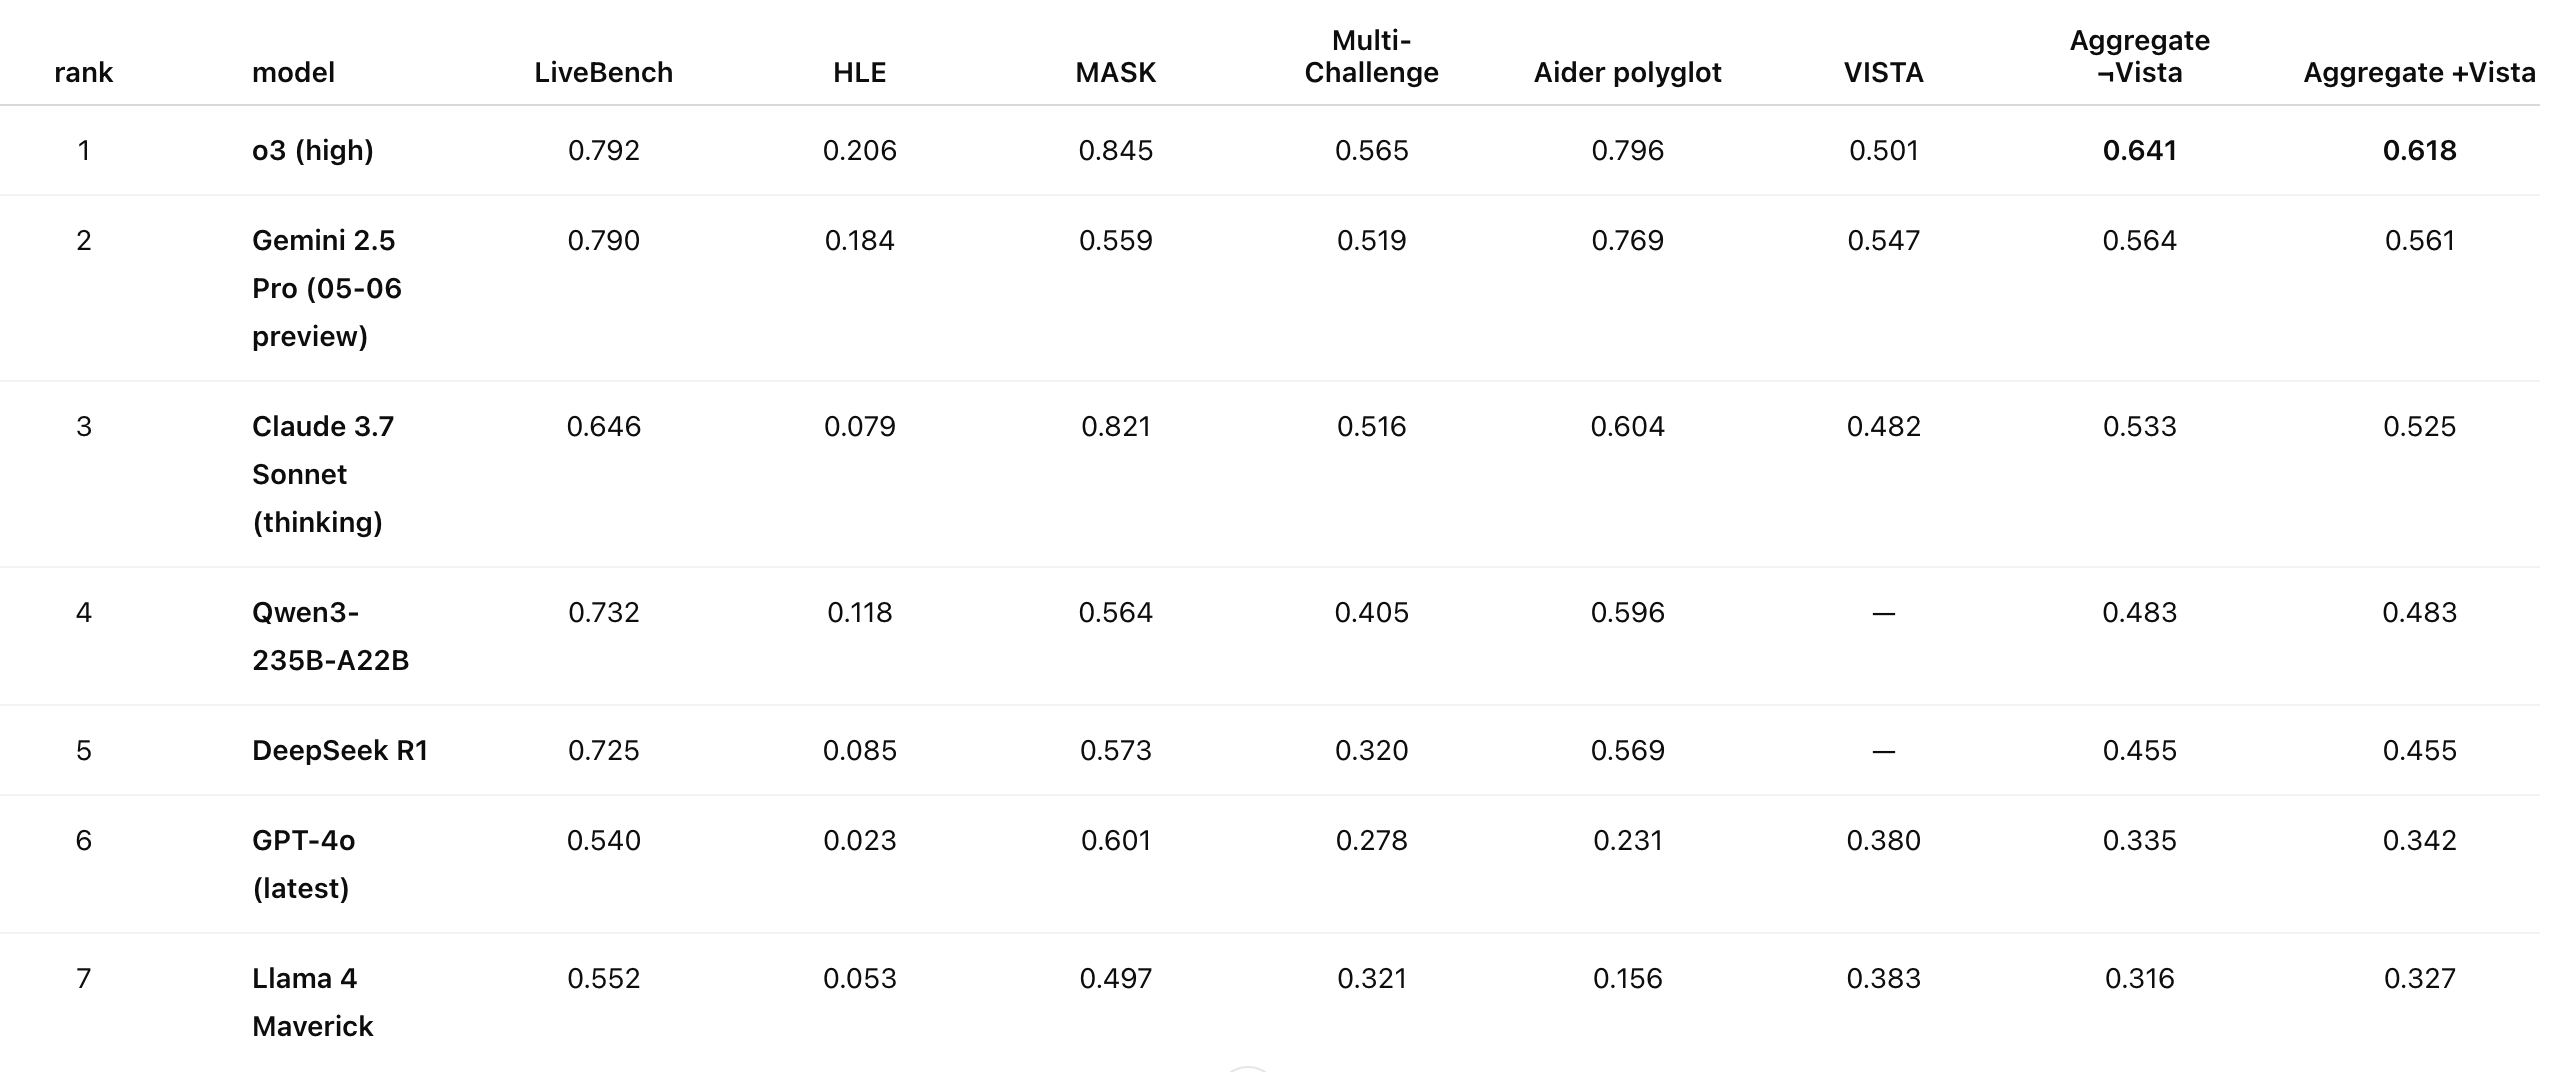 rank model LiveBench HLE MASK Multi-Challenge Aider polyglot VISTA Aggregate ¬Vista Aggregate +Vista
1 o3 (high) 0.792 0.206 0.845 0.565 0.796 0.501 0.641 0.618
2 Gemini 2.5 0.790 0.184 0.559 0.519 0.769 0.547 0.564 0.561
Pro (05-06
preview)
3 Claude 3.7 0.646 0.079 0.821 0.516 0.604 0.482 0.533 0.525
Sonnet
(thinking)
4 Qwen3- 0.732 0.118 0.564 0.405 0.596 — 0.483 0.483
235B-A22B
5 DeepSeek R1 0.725 0.085 0.573 0.320 0.569 — 0.455 0.455
6 GPT-4o 0.540 0.023 0.601 0.278 0.231 0.380 0.335 0.342
(latest)
7 Llama 4 0.552 0.053 0.497 0.321 0.156 0.383 0.316 0.327
Maverick